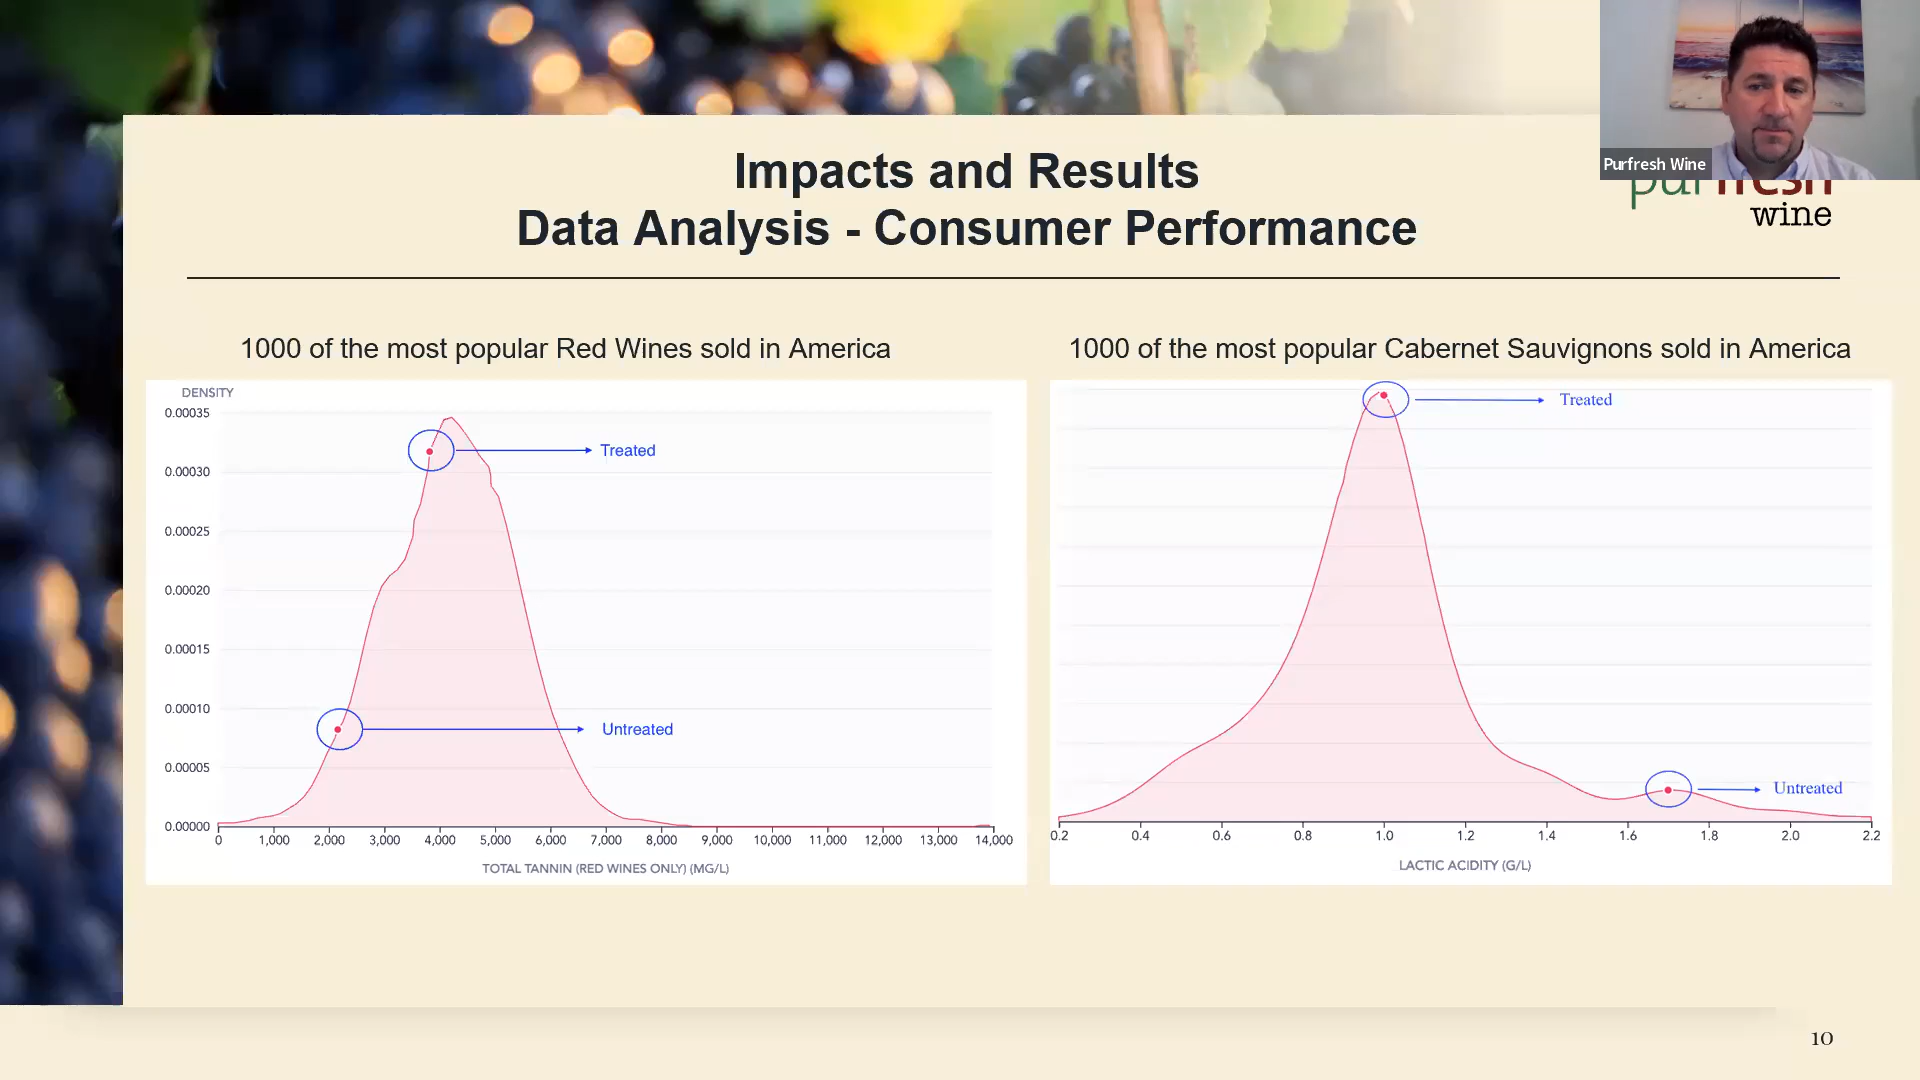 Impacts and Results
Data Analysis - Consumer Performance
Purfresh Wine
purfresh
wine
1000 of the most popular Red Wines sold in America
DENSITY
0.00035
0.00030
0.00025
0.00020
0.00015
0.00010
0.00005
0.00000
Treated
Untreated
0 1,000 2,000 3,000 4,000 5,000 6,000 7,000 8,000 9,000 10,000 11,000 12,000 13,000 14,000
TOTAL TANNIN (RED WINES ONLY) (MG/L)
1000 of the most popular Cabernet Sauvignons sold in America
Treated
Untreated
0.2 0.4 0.6 0.8 1.0 1.2 1.4 1.6 1.8 2.0 2.2
LACTIC ACIDITY (G/L)
10